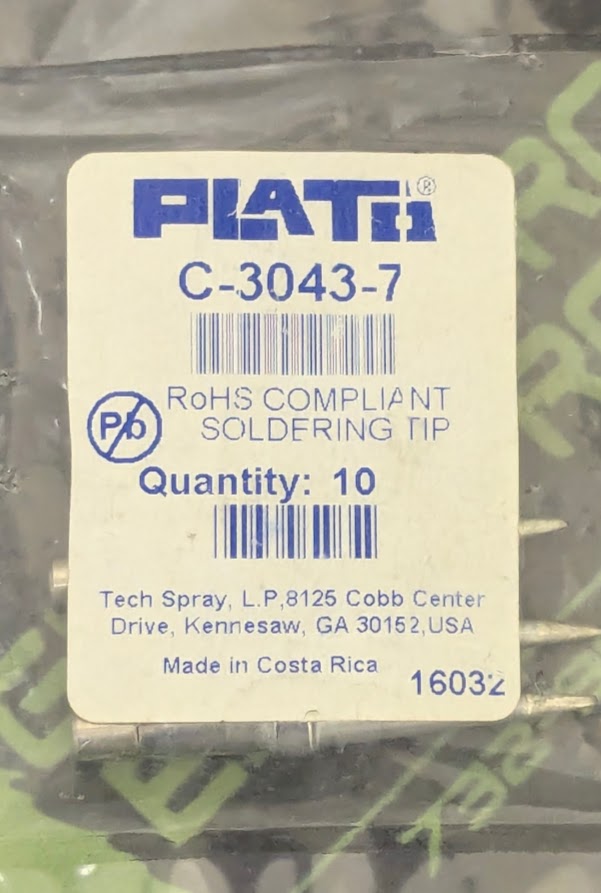 PLATO®
C-3043-7
RoHS COMPLIANT
SOLDERING TIP
Pb
Quantity: 10
Tech Spray, L.P,8125 Cobb Center
Drive, Kennesaw, GA 30152,USA
Made in Costa Rica
16032